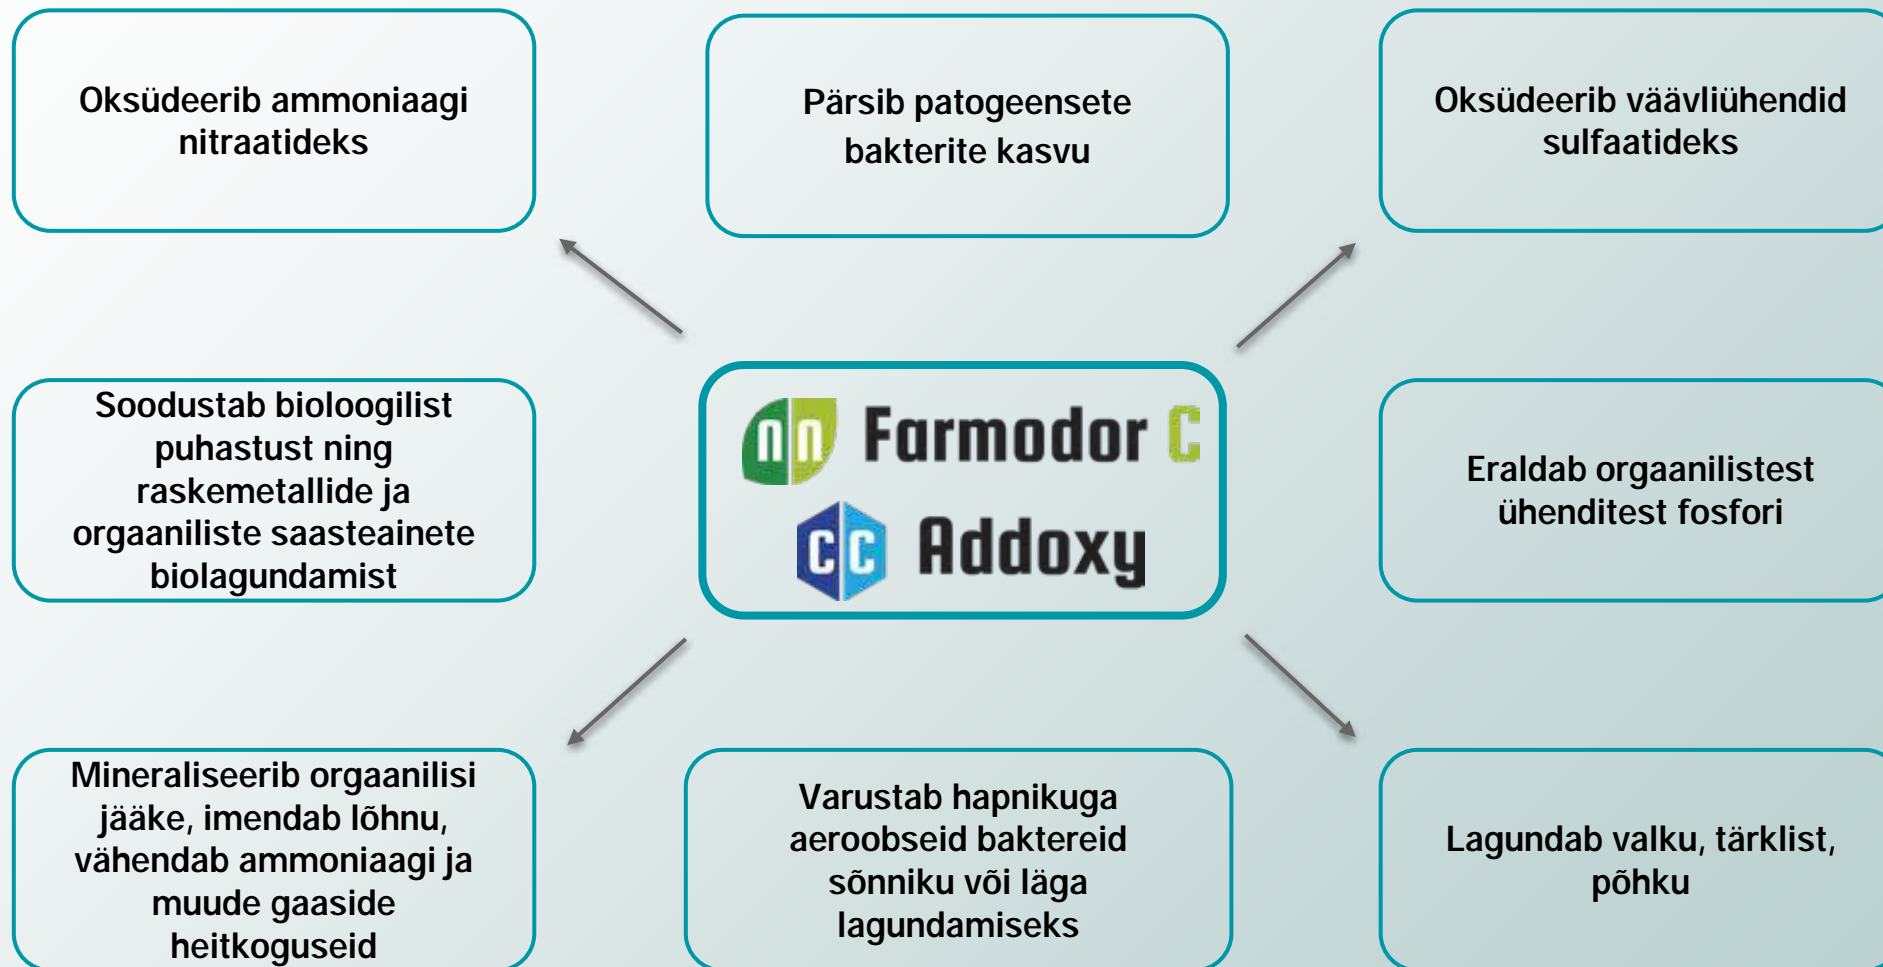 Oksüdeerib ammoniaagi
nitraatideks
Pärsib patogeensete
bakterite kasvu
Oksüdeerib väävliühendid
sulfaatideks
Soodustab bioloogilist
puhastust ning
raskemetallide ja
orgaaniliste saasteainete
biolagundamist
nn Farmodor C
CC Addoxy
Eraldab orgaanilistest
ühenditest fosfori
Mineraliseerib orgaanilisi
jääke, imendab lõhnu,
vähendab ammoniaagi ja
muude gaaside
heitkoguseid
Varustab hapnikuga
aeroobseid baktereid
sõnniku või läga
lagundamiseks
Lagundab valku, tärklist,
põhku